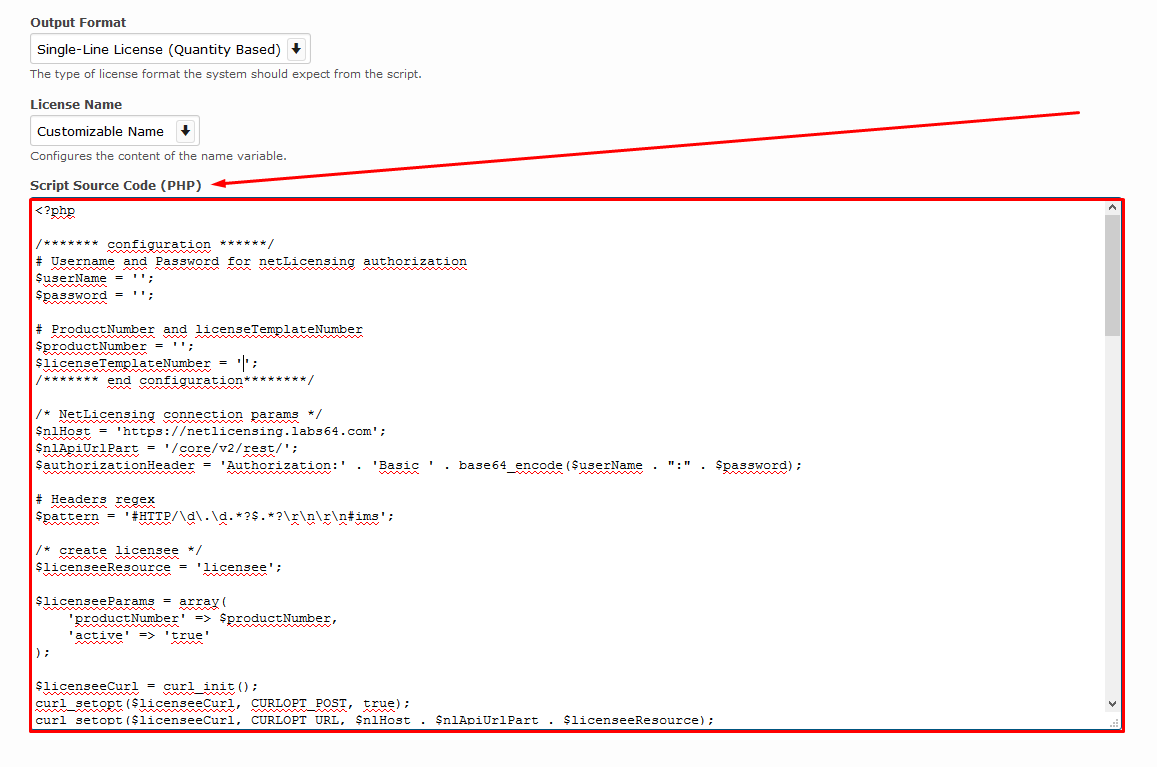 Output Format
Single-Line License (Quantity Based)
The type of license format the system should expect from the script.
License Name
Customizable Name
Configures the content of the name variable.
Script Source Code (PHP)
<?php
/******* configuration ******/
# Username and Password for netLicensing authorization
$userName = '';
$password = '';
# ProductNumber and licenseTemplateNumber
$productNumber = '';
$licenseTemplateNumber = '';
/******* end configuration********/
/* NetLicensing connection params */
$nlHost = 'https://netlicensing.labs64.com';
$nlApiUrlPart = '/core/v2/rest/';
$authorizationHeader = 'Authorization:' . 'Basic ' . base64_encode($userName . ":" . $password);
# Headers regex
$pattern = '#HTTP/\d\.\d.*?$.*?\r\n\r\n#ims';
/* create licensee */
$licenseeResource = 'licensee';
$licenseeParams = array(
    'productNumber' => $productNumber,
    'active' => 'true'
);
$licenseeCurl = curl_init();
curl_setopt($licenseeCurl, CURLOPT_POST, true);
curl_setopt($licenseeCurl, CURLOPT_URL, $nlHost . $nlApiUrlPart . $licenseeResource);